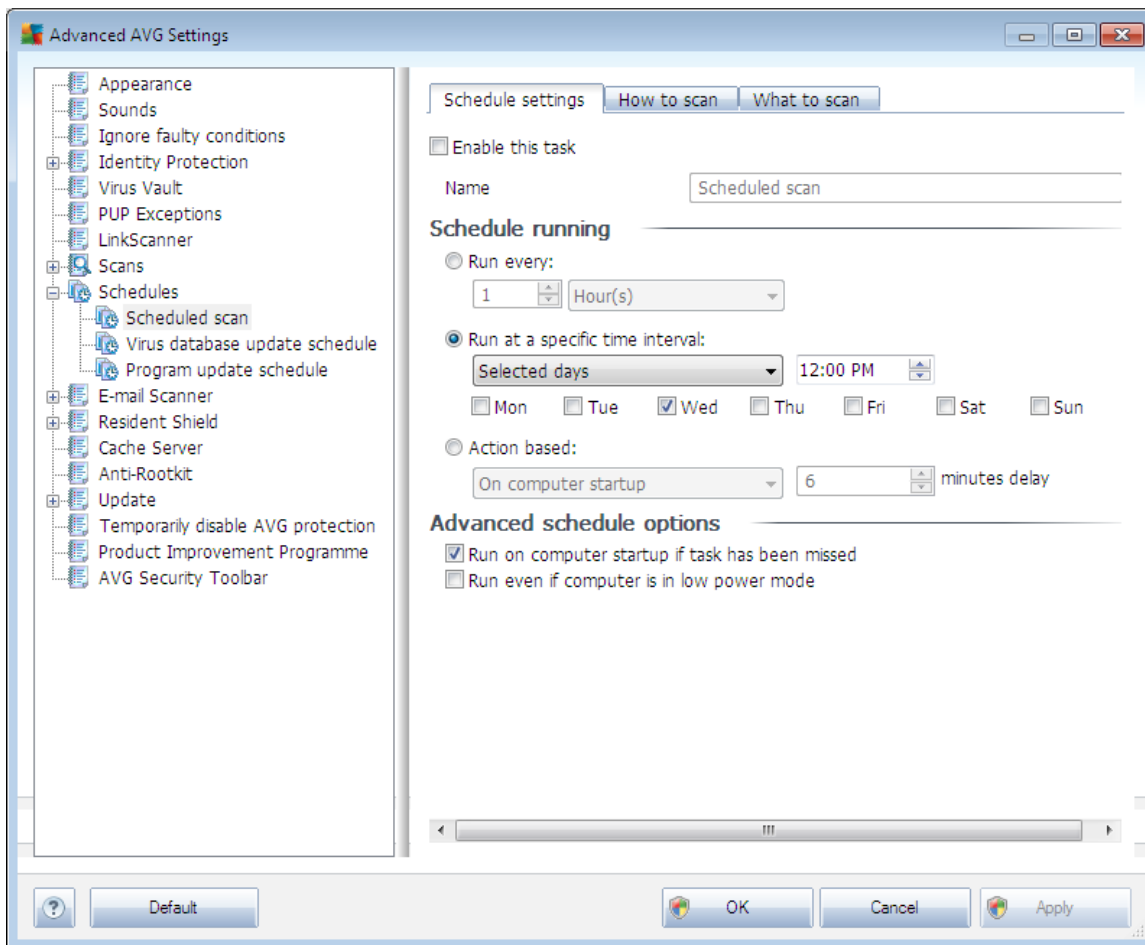 Advanced AVG Settings
Appearance
Sounds
Ignore faulty conditions
Identity Protection
Virus Vault
PUP Exceptions
LinkScanner
Scans
Schedules
Scheduled scan
Virus database update schedule
Program update schedule
E-mail Scanner
Resident Shield
Cache Server
Anti-Rootkit
Update
Temporarily disable AVG protection
Product Improvement Programme
AVG Security Toolbar
Schedule settings How to scan What to scan
Enable this task
Name Scheduled scan
Schedule running
Run every:
1 Hour(s)
Run at a specific time interval:
Selected days 12:00 PM
Mon Tue Wed Thu Fri Sat Sun
Action based:
On computer startup 6 minutes delay
Advanced schedule options
Run on computer startup if task has been missed
Run even if computer is in low power mode
? Default OK Cancel Apply